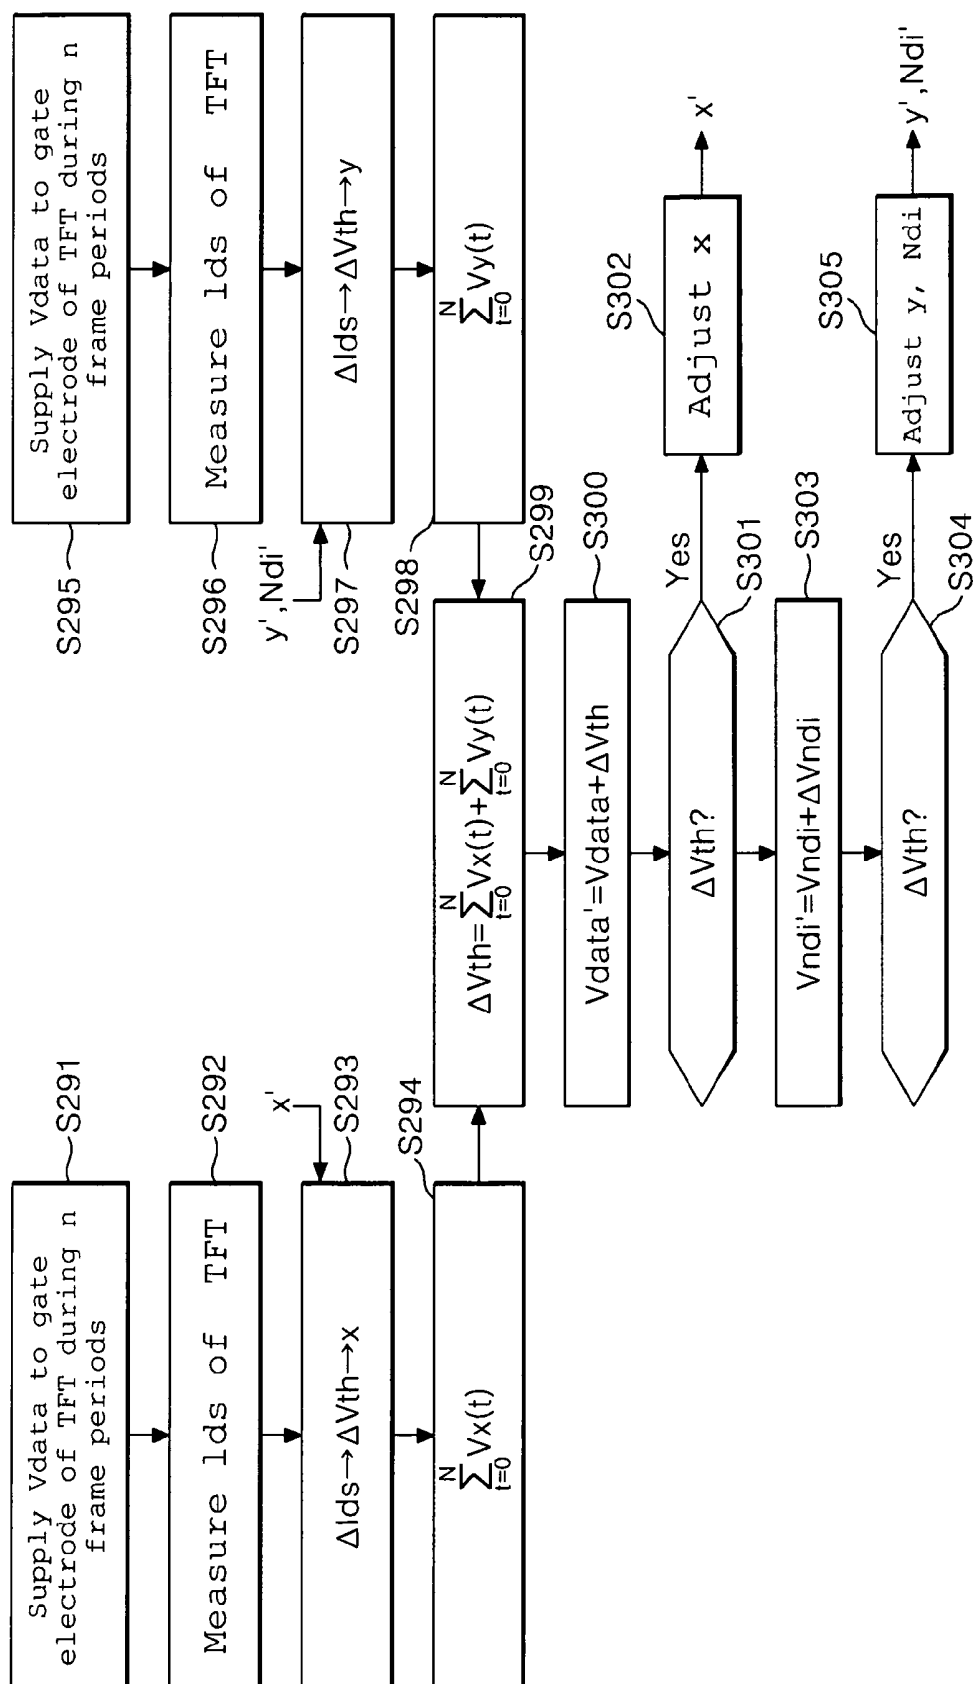 Supply Vdata to gate
electrode of TFT during n
frame periods
S291
Measure Ids of TFT
S292
x'
ΔIds→ΔVth→x
S293
N
∑Vx(t)
t=0
S294
Supply Vdata to gate
electrode of TFT during n
frame periods
S295
Measure Ids of TFT
S296
y',Ndi'
ΔIds→ΔVth→y
S297
N
∑Vy(t)
t=0
S298
N N
ΔVth=∑Vx(t)+∑Vy(t)
t=0 t=0
S299
Vdata'=Vdata+ΔVth
S300
ΔVth?
S301
Yes
Adjust x
S302
x'
Vndi'=Vndi+ΔVndi
S303
ΔVth?
S304
Yes
Adjust y, Ndi
S305
y',Ndi'